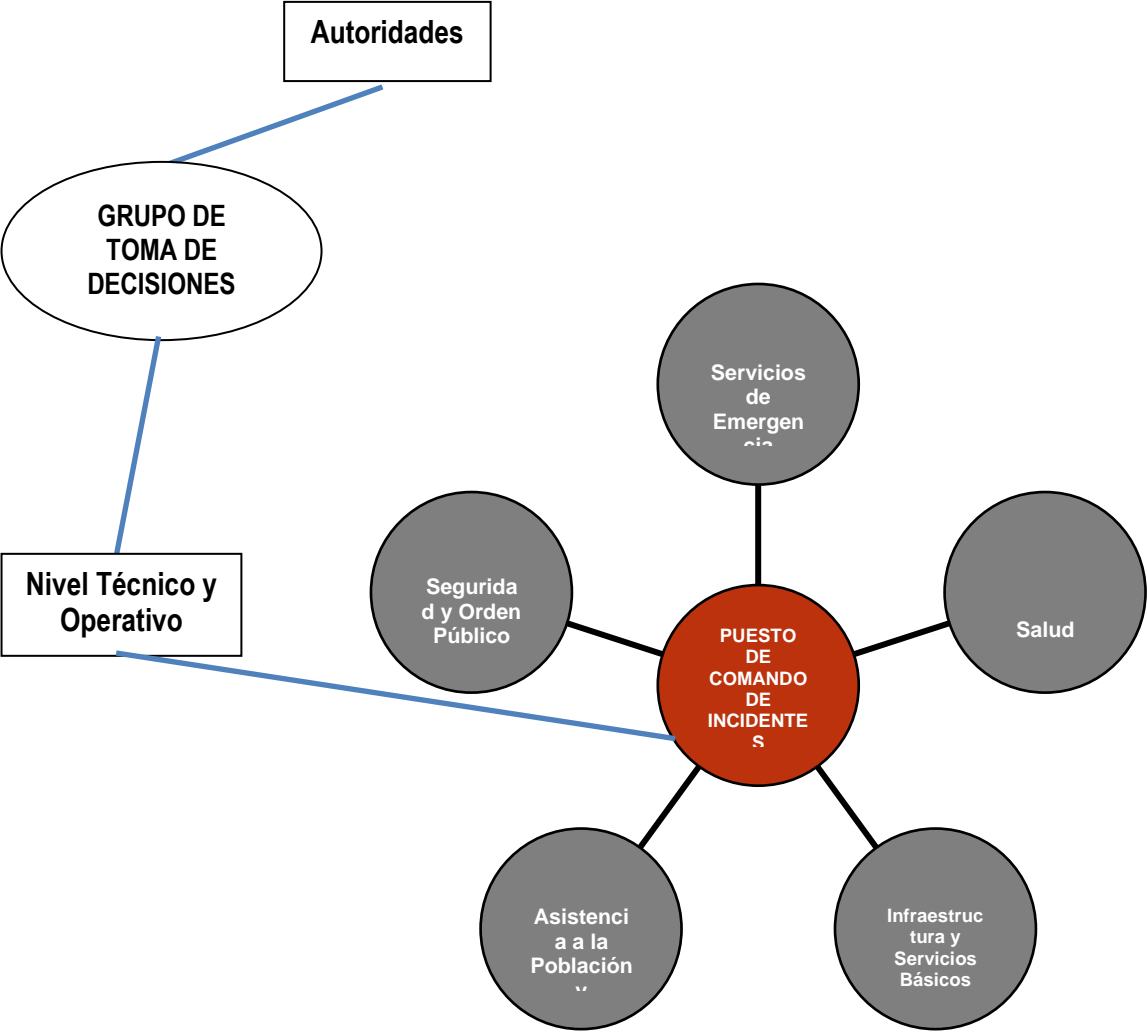 Autoridades
GRUPO DE
TOMA DE
DECISIONES
Servicios
de
Emergen
cia
Segurida
d y Orden
Público
Nivel Técnico y
Operativo
PUESTO
DE
COMANDO
DE
INCIDENTE
S
Salud
Asistenci
a a la
Población
y
Infraestruc
tura y
Servicios
Básicos